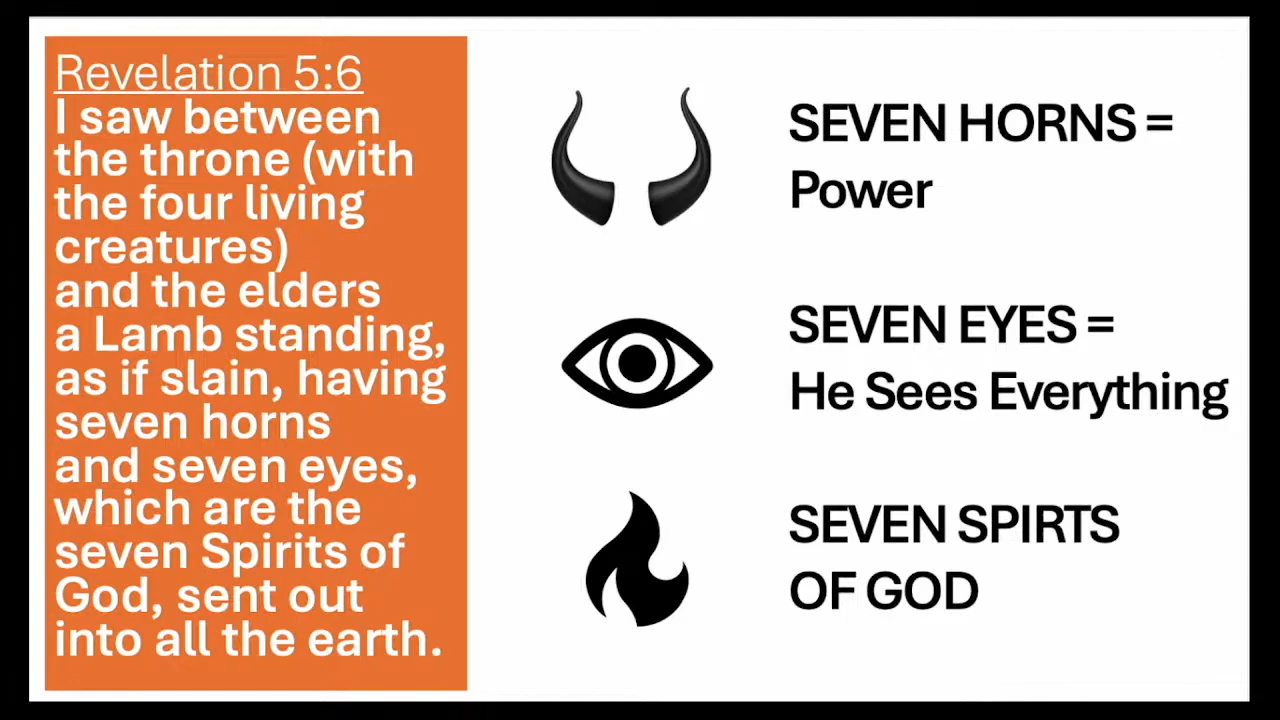 Revelation 5:6
I saw between
the throne (with
the four living
creatures)
and the elders
a Lamb standing,
as if slain, having
seven horns
and seven eyes,
which are the
seven Spirits of
God, sent out
into all the earth.
SEVEN HORNS =
Power
SEVEN EYES =
He Sees Everything
SEVEN SPIRTS
OF GOD